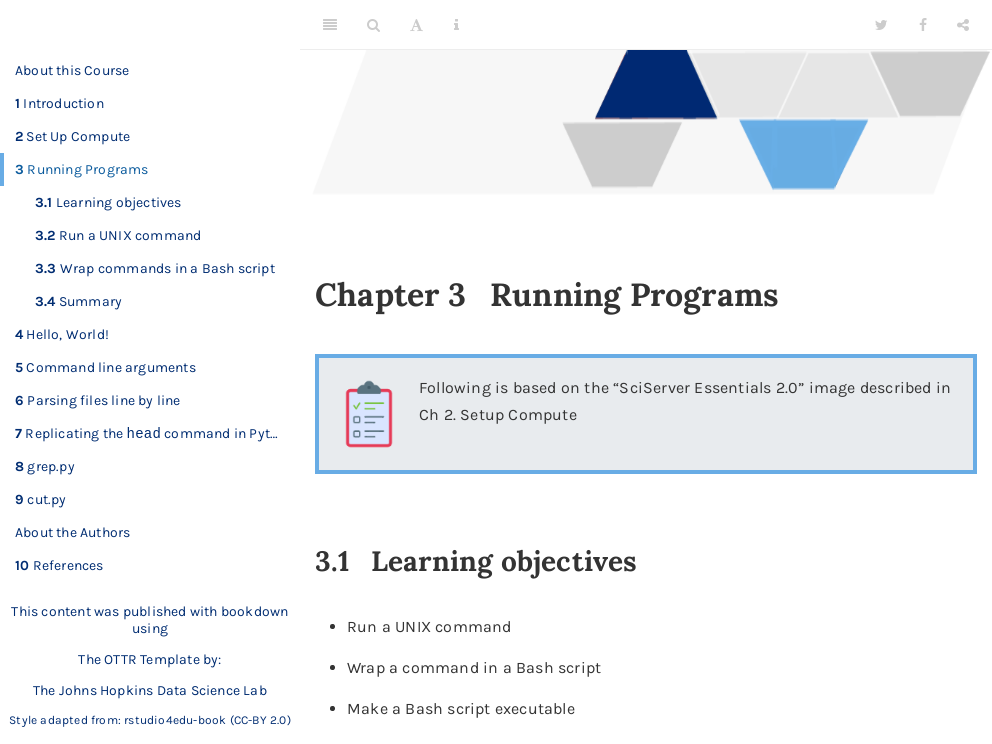 About this Course
1 Introduction
2 Set Up Compute
3 Running Programs
3.1 Learning objectives
3.2 Run a UNIX command
3.3 Wrap commands in a Bash script
3.4 Summary
4 Hello, World!
5 Command line arguments
6 Parsing files line by line
7 Replicating the head command in Pyt…
8 grep.py
9 cut.py
About the Authors
10 References
This content was published with bookdown
using
The OTTR Template by:
The Johns Hopkins Data Science Lab
Style adapted from: rstudio4edu-book (CC-BY 2.0)
Chapter 3 Running Programs
Following is based on the “SciServer Essentials 2.0” image described in
Ch 2. Setup Compute
3.1 Learning objectives
• Run a UNIX command
• Wrap a command in a Bash script
• Make a Bash script executable